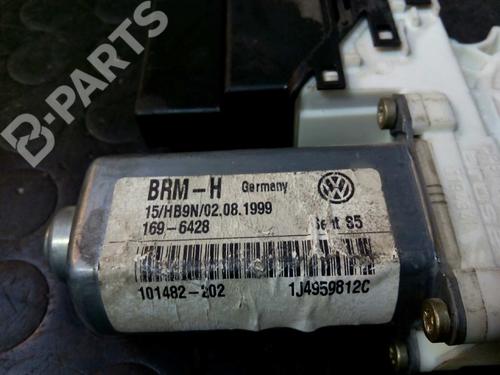 B-PARTS
BRM-H Germany
15/HB9N/02.08.1999
169-6428
101482-202 1J4959812C